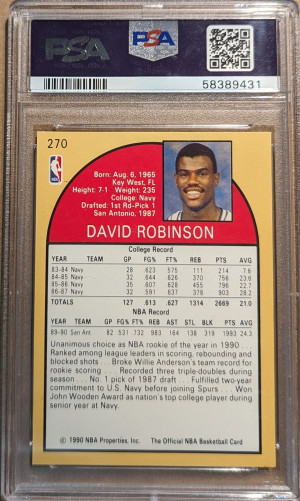 PSA
PSA
58389431
270
NBA
Born: Aug. 6, 1965
Key West, FL
Height: 7-1 Weight: 235
College: Navy
Drafted: 1st Rd-Pick 1
San Antonio, 1987
DAVID ROBINSON
College Record
YEAR TEAM GP FG% FT% REB PTS AVG
83-84 Navy 28 .623 .575 111 214 7.6
84-85 Navy 32 .644 .626 370 756 23.6
85-86 Navy 35 .607 .628 455 796 22.7
86-87 Navy 32 .591 .637 378 903 28.2
TOTALS 127 .613 .627 1314 2669 21.0
NBA Record
YEAR TEAM GP FG% FT% REB AST STL BLK PTS AVG
89-90 San Ant. 82 .531 .732 983 164 138 319 1993 24.3
Unanimous choice as NBA rookie of the year in 1990 . . .
Ranked among league leaders in scoring, rebounding and
blocked shots . . . Broke Willie Anderson's team record for
rookie scoring . . . Recorded three triple-doubles during
season . . . No. 1 pick of 1987 draft . . . Fulfilled two-year
commitment to U.S. Navy before joining Spurs . . . Won
John Wooden Award as nation's top college player during
senior year at Navy.
© 1990 NBA Properties, Inc. The Official NBA Basketball Card